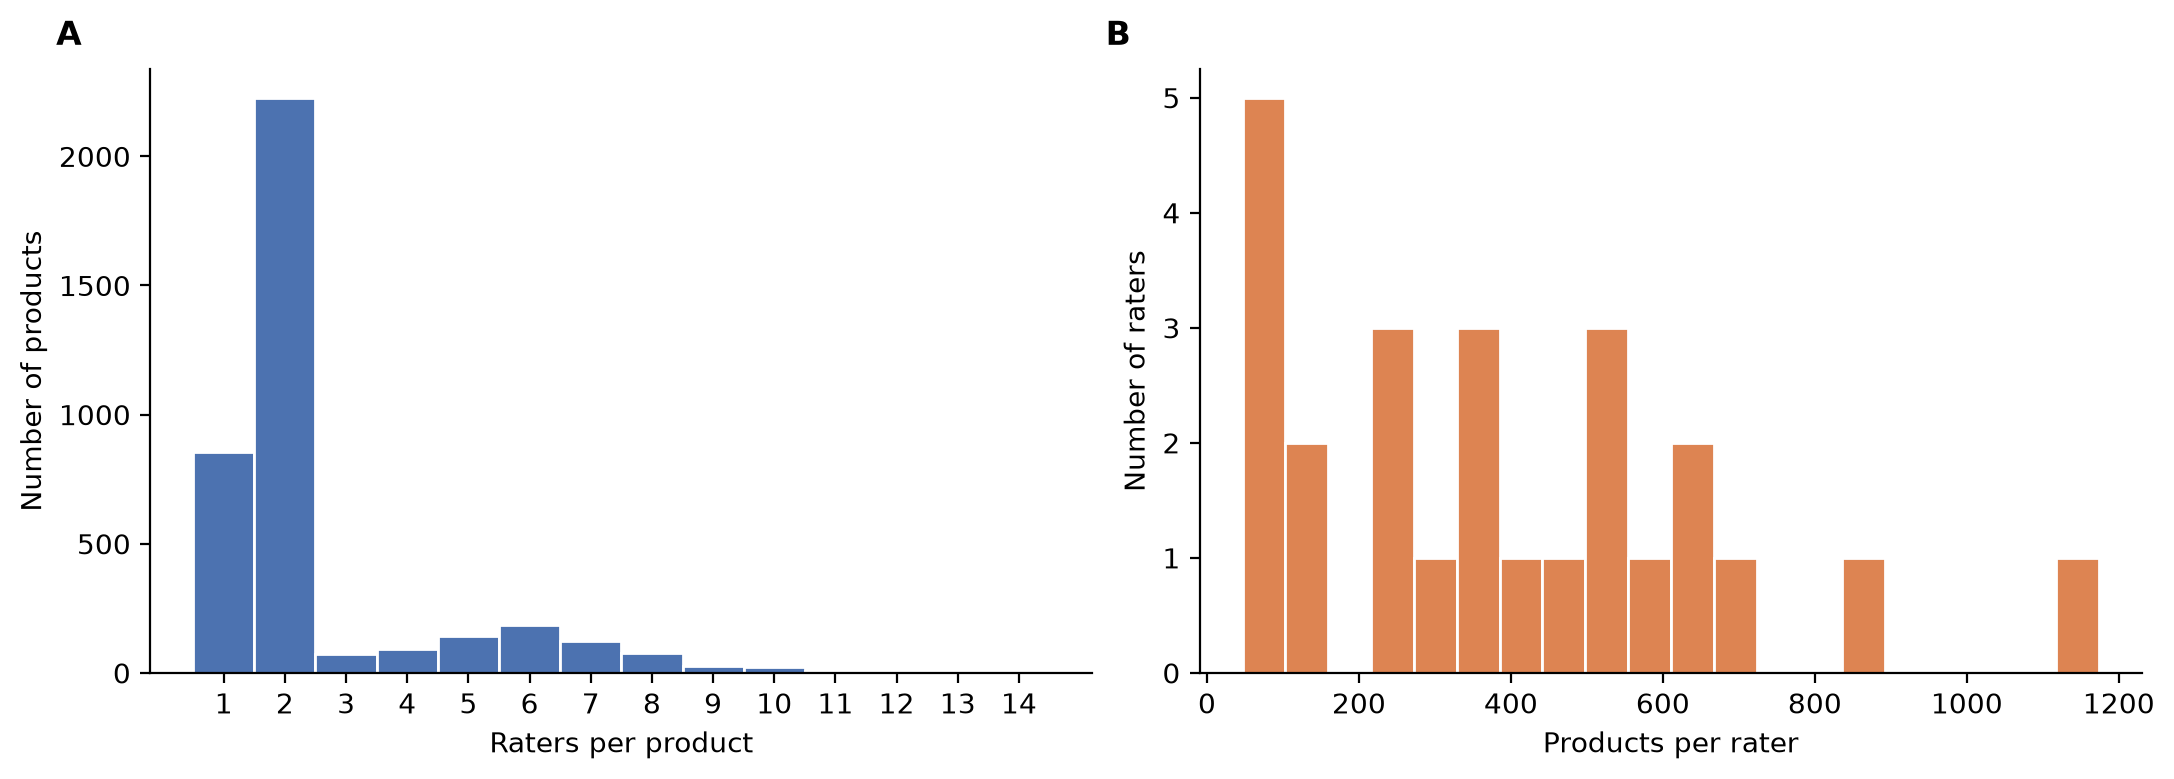 A
2000
1500
1000
500
0
Number of products
1 2 3 4 5 6 7 8 9 10 11 12 13 14
Raters per product
B
5
4
3
2
1
0
Number of raters
0 200 400 600 800 1000 1200
Products per rater